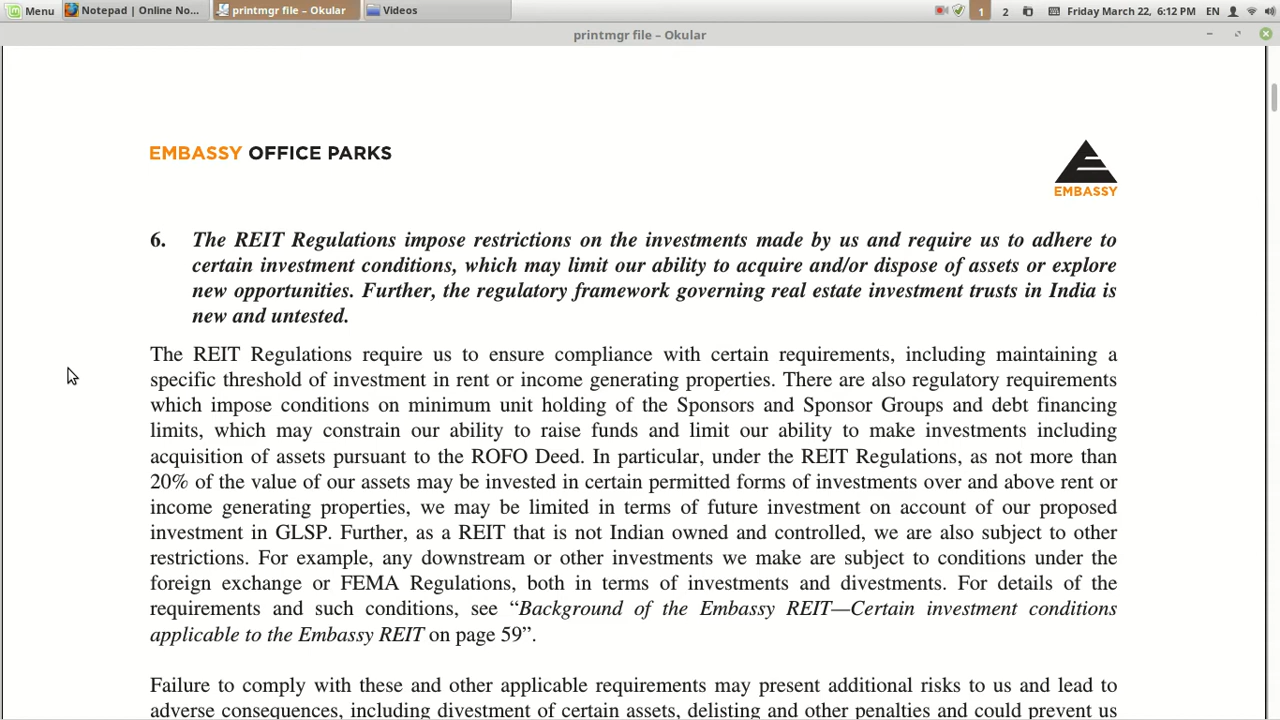 Menu
Notepad | Online No...
printmgr file – Okular
Videos
1
2
Friday March 22, 6:12 PM
EN
printmgr file – Okular
EMBASSY OFFICE PARKS
EMBASSY
6. The REIT Regulations impose restrictions on the investments made by us and require us to adhere to
certain investment conditions, which may limit our ability to acquire and/or dispose of assets or explore
new opportunities. Further, the regulatory framework governing real estate investment trusts in India is
new and untested.
The REIT Regulations require us to ensure compliance with certain requirements, including maintaining a
specific threshold of investment in rent or income generating properties. There are also regulatory requirements
which impose conditions on minimum unit holding of the Sponsors and Sponsor Groups and debt financing
limits, which may constrain our ability to raise funds and limit our ability to make investments including
acquisition of assets pursuant to the ROFO Deed. In particular, under the REIT Regulations, as not more than
20% of the value of our assets may be invested in certain permitted forms of investments over and above rent or
income generating properties, we may be limited in terms of future investment on account of our proposed
investment in GLSP. Further, as a REIT that is not Indian owned and controlled, we are also subject to other
restrictions. For example, any downstream or other investments we make are subject to conditions under the
foreign exchange or FEMA Regulations, both in terms of investments and divestments. For details of the
requirements and such conditions, see “Background of the Embassy REIT—Certain investment conditions
applicable to the Embassy REIT on page 59”.
Failure to comply with these and other applicable requirements may present additional risks to us and lead to
adverse consequences, including divestment of certain assets, delisting and other penalties and could prevent us